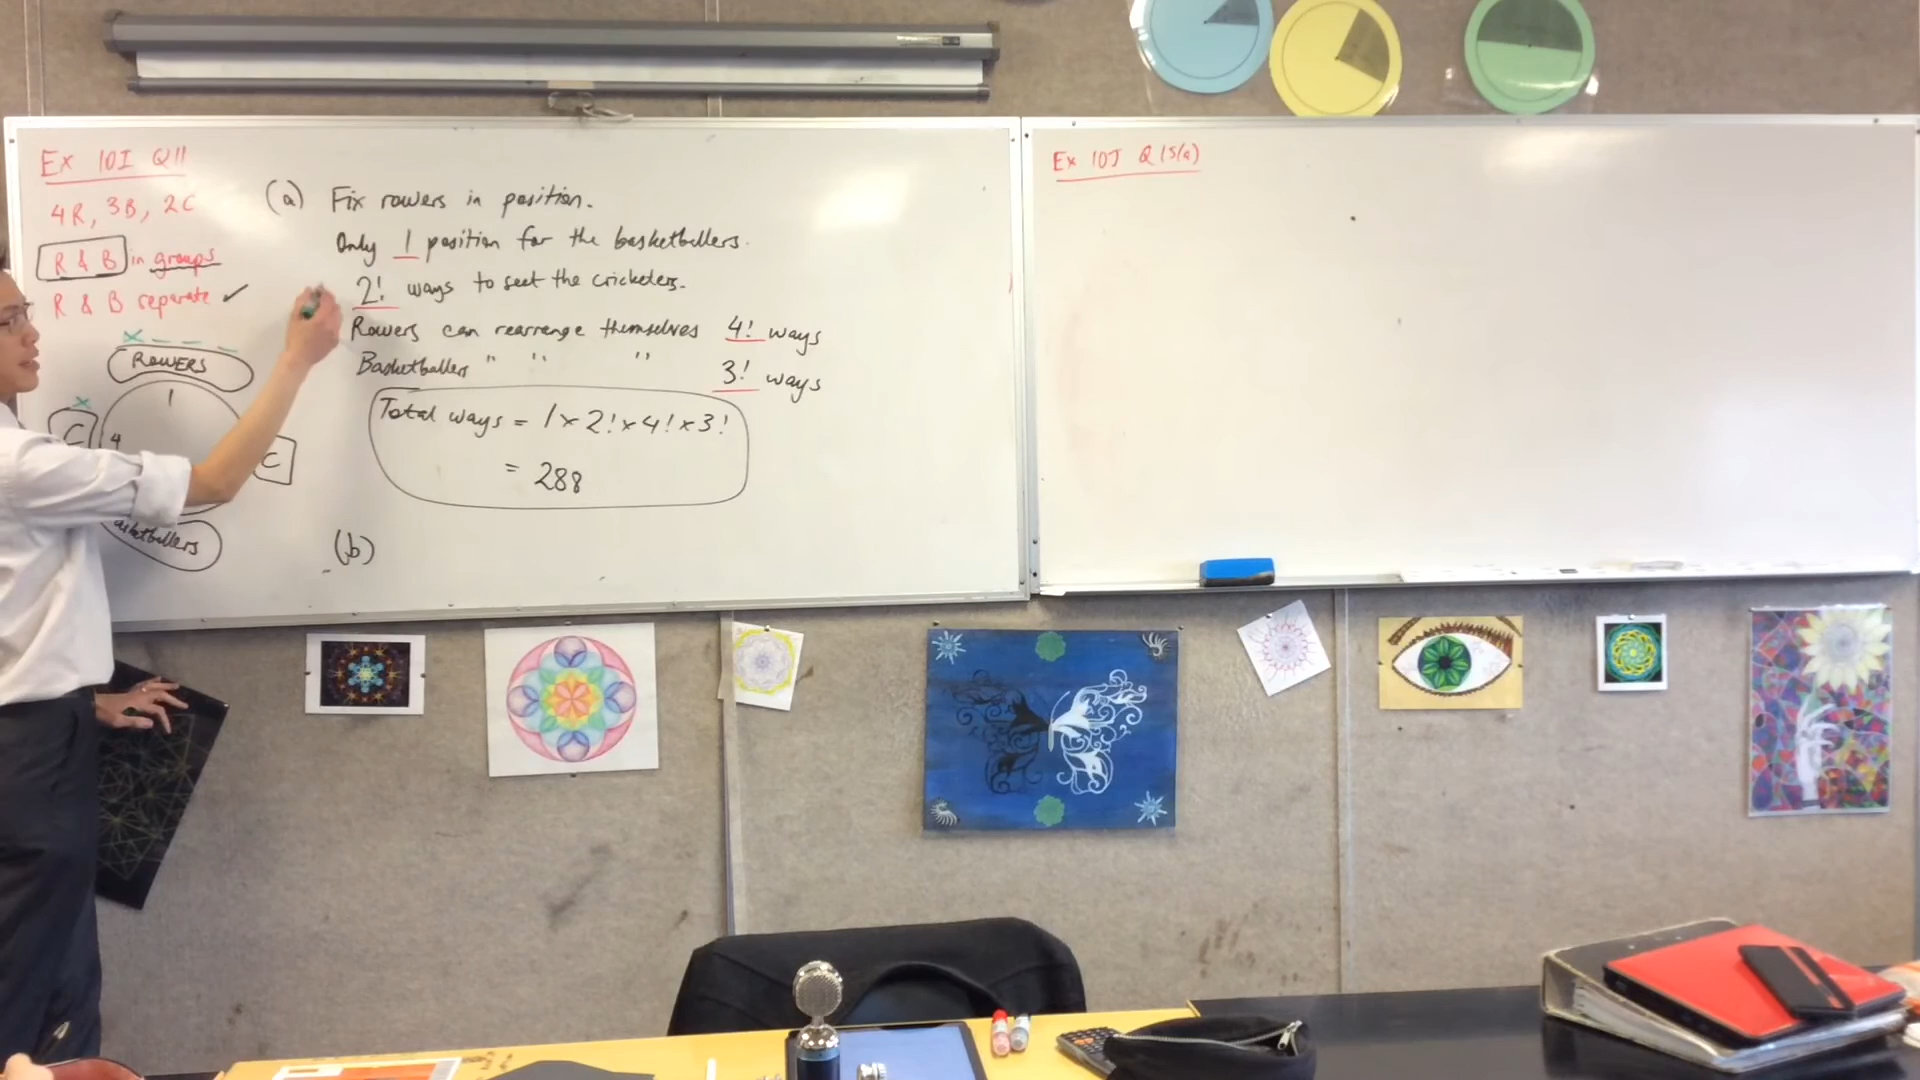 Ex 10I Q11
4R, 3B, 2C
R & B in groups
R & B separate ✓
ROWERS
1
C
4
C
asketballers
(a) Fix rowers in position.
Only 1 position for the basketballers.
2! ways to seat the cricketers.
Rowers can rearrange themselves 4! ways
Basketballers " " " 3! ways
Total ways = 1 × 2! × 4! × 3!
= 288
(b)
Ex 10J Q15(a)